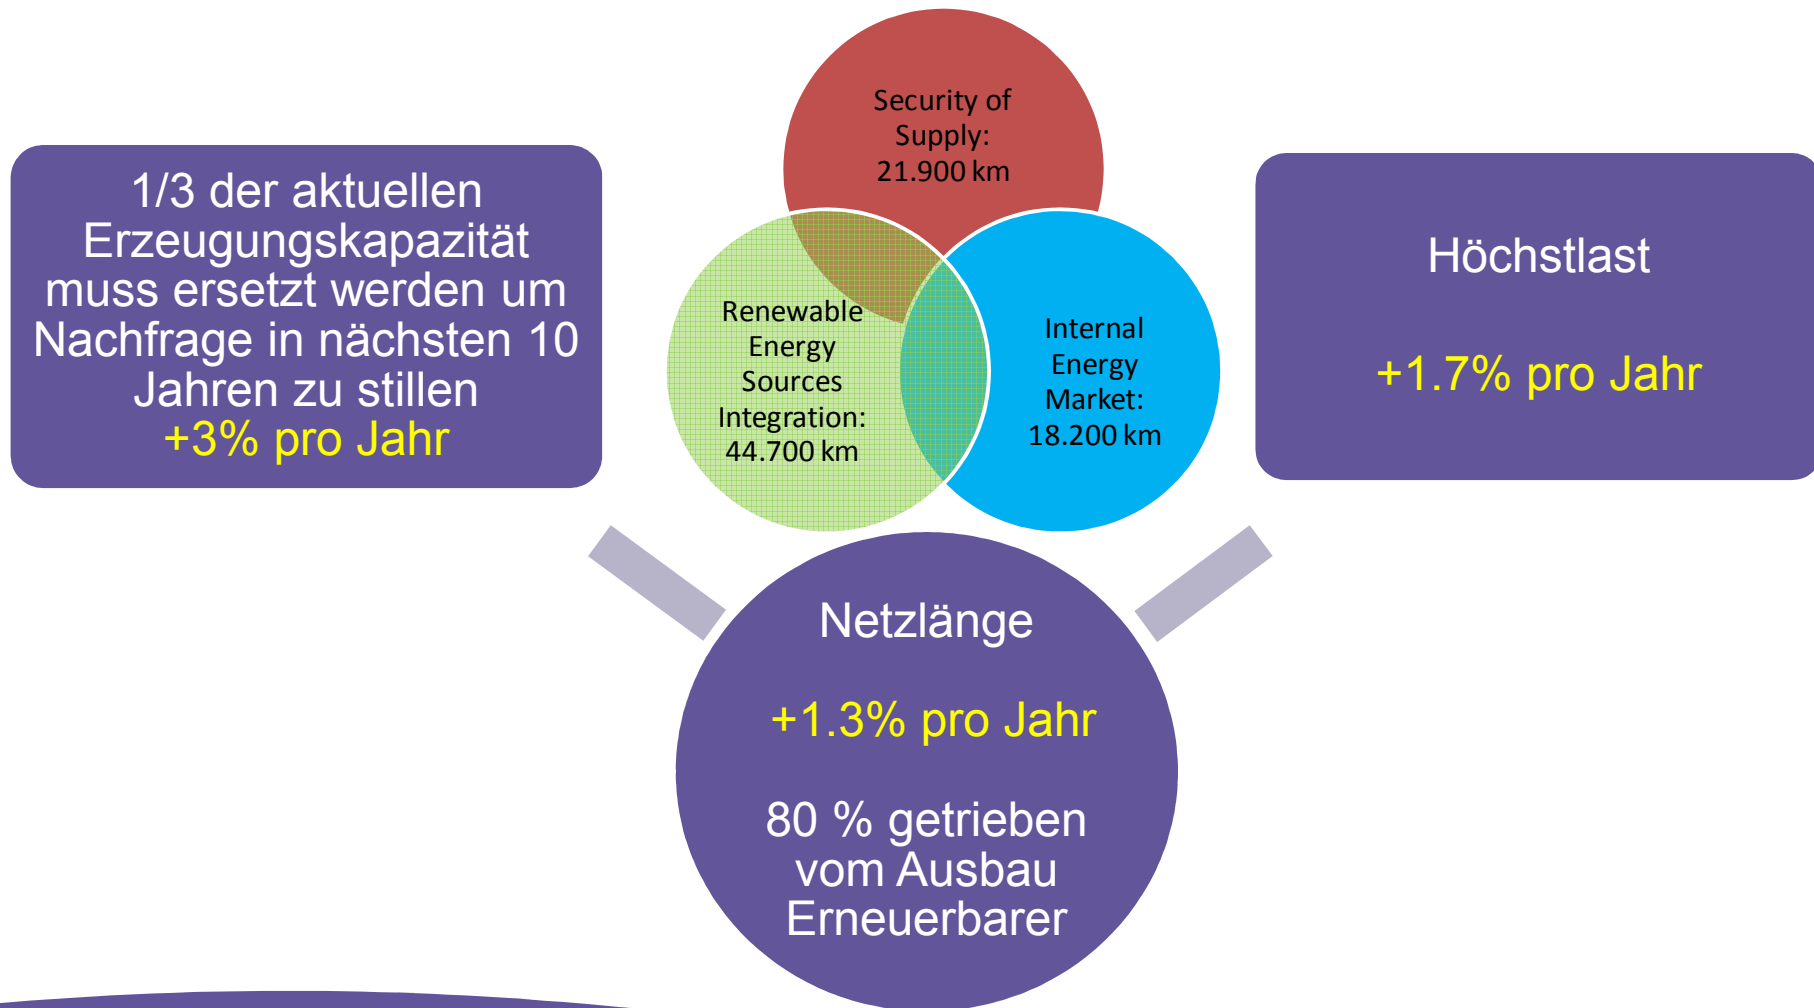 Security of
Supply:
21.900 km
1/3 der aktuellen
Erzeugungskapazität
muss ersetzt werden um
Nachfrage in nächsten 10
Jahren zu stillen
+3% pro Jahr
Renewable
Energy
Sources
Integration:
44.700 km
Internal
Energy
Market:
18.200 km
Höchstlast
+1.7% pro Jahr
Netzlänge
+1.3% pro Jahr
80 % getrieben
vom Ausbau
Erneuerbarer